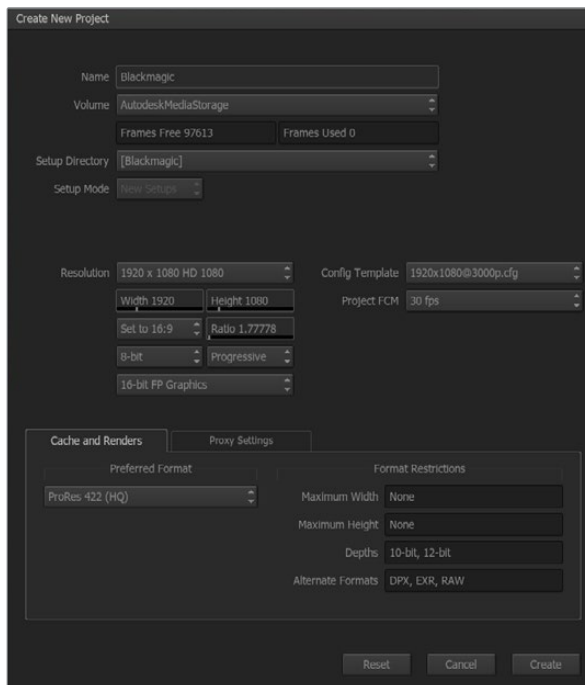 Create New Project
Name Blackmagic
Volume AutodeskMediaStorage
Frames Free 97613 Frames Used 0
Setup Directory [Blackmagic]
Setup Mode New Setups
Resolution 1920 x 1080 HD 1080 Config Template 1920x1080@3000p.cfg
Width 1920 Height 1080 Project FCM 30 fps
Set to 16:9 Ratio 1.77778
8-bit Progressive
16-bit FP Graphics
Cache and Renders Proxy Settings
Preferred Format Format Restrictions
ProRes 422 (HQ) Maximum Width None
Maximum Height None
Depths 10-bit, 12-bit
Alternate Formats DPX, EXR, RAW
Reset Cancel Create